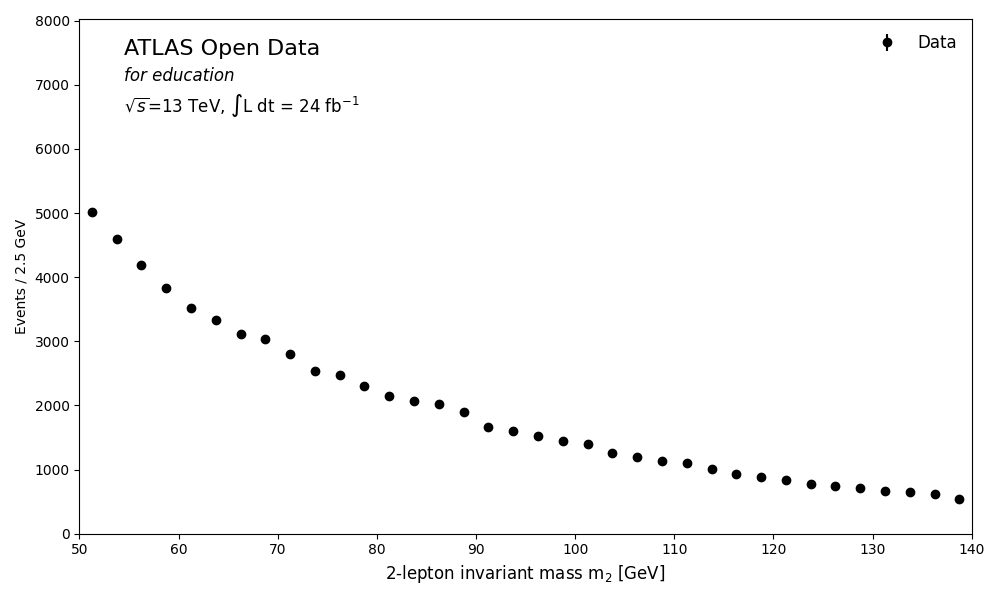 ATLAS Open Data
for education
√s=13 TeV, ∫L dt = 24 fb⁻¹
Data
8000
7000
6000
5000
4000
3000
2000
1000
0
Events / 2.5 GeV
50 60 70 80 90 100 110 120 130 140
2-lepton invariant mass m₂ [GeV]